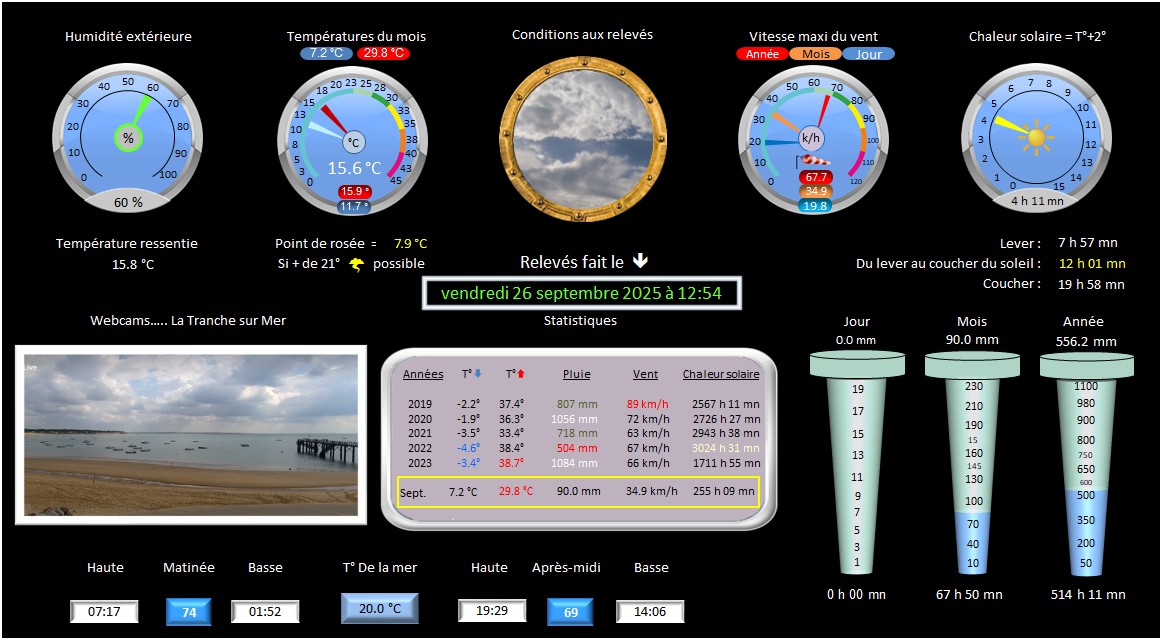 Humidité extérieure
0 10 20 30 40 50 60 70 80 90 100
%
60 %
Températures du mois
7.2 °C 29.8 °C
0 3 5 8 10 13 15 18 20 23 25 28 30 33 35 38 40 43 45
°C
15.6 °C
15.9 °
11.7 °
Conditions aux relevés
Vitesse maxi du vent
Année Mois Jour
0 10 20 30 40 50 60 70 80 90 100 110 120
k/h
67.7
34.9
19.8
Chaleur solaire = T°+2°
0 1 2 3 4 5 6 7 8 9 10 11 12 13 14 15
4 h 11 mn
Température ressentie
15.8 °C
Point de rosée = 7.9 °C
Si + de 21° possible
Relevés fait le
vendredi 26 septembre 2025 à 12:54
Lever : 7 h 57 mn
Du lever au coucher du soleil : 12 h 01 mn
Coucher : 19 h 58 mn
Webcams..... La Tranche sur Mer
Live
Statistiques
Années T° T° Pluie Vent Chaleur solaire
2019 -2.2° 37.4° 807 mm 89 km/h 2567 h 11 mn
2020 -1.9° 36.3° 1056 mm 72 km/h 2726 h 27 mn
2021 -3.5° 33.4° 718 mm 63 km/h 2943 h 38 mn
2022 -4.6° 38.4° 504 mm 67 km/h 3024 h 31 mn
2023 -3.4° 38.7° 1084 mm 66 km/h 1711 h 55 mn
Sept. 7.2 °C 29.8 °C 90.0 mm 34.9 km/h 255 h 09 mn
Jour
0.0 mm
19
17
15
13
11
9
7
5
3
1
0 h 00 mn
Mois
90.0 mm
230
210
190
15
160
145
130
100
70
40
10
67 h 50 mn
Année
556.2 mm
1100
980
900
800
750
650
600
500
350
200
50
514 h 11 mn
Haute Matinée Basse
07:17 74 01:52
T° De la mer
20.0 °C
Haute Après-midi Basse
19:29 69 14:06